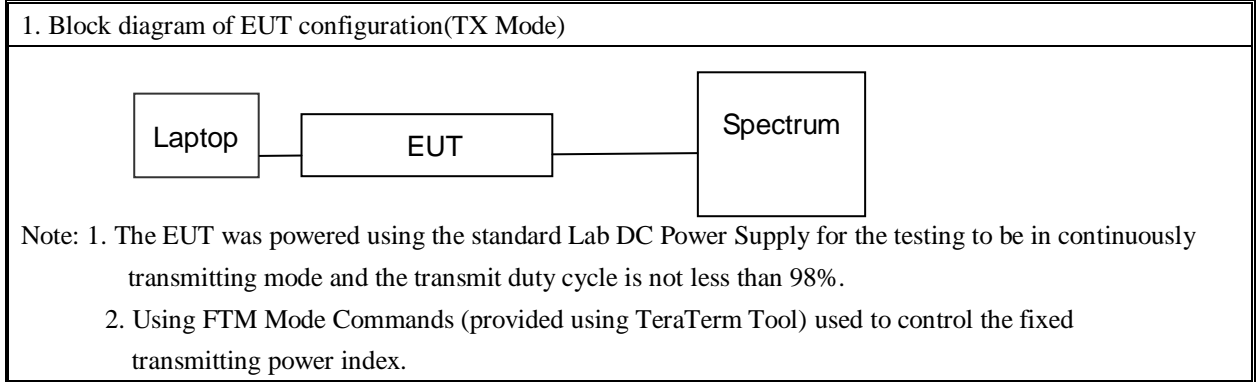 1. Block diagram of EUT configuration(TX Mode)
Laptop
EUT
Spectrum
Note: 1. The EUT was powered using the standard Lab DC Power Supply for the testing to be in continuously
transmitting mode and the transmit duty cycle is not less than 98%.
2. Using FTM Mode Commands (provided using TeraTerm Tool) used to control the fixed
transmitting power index.